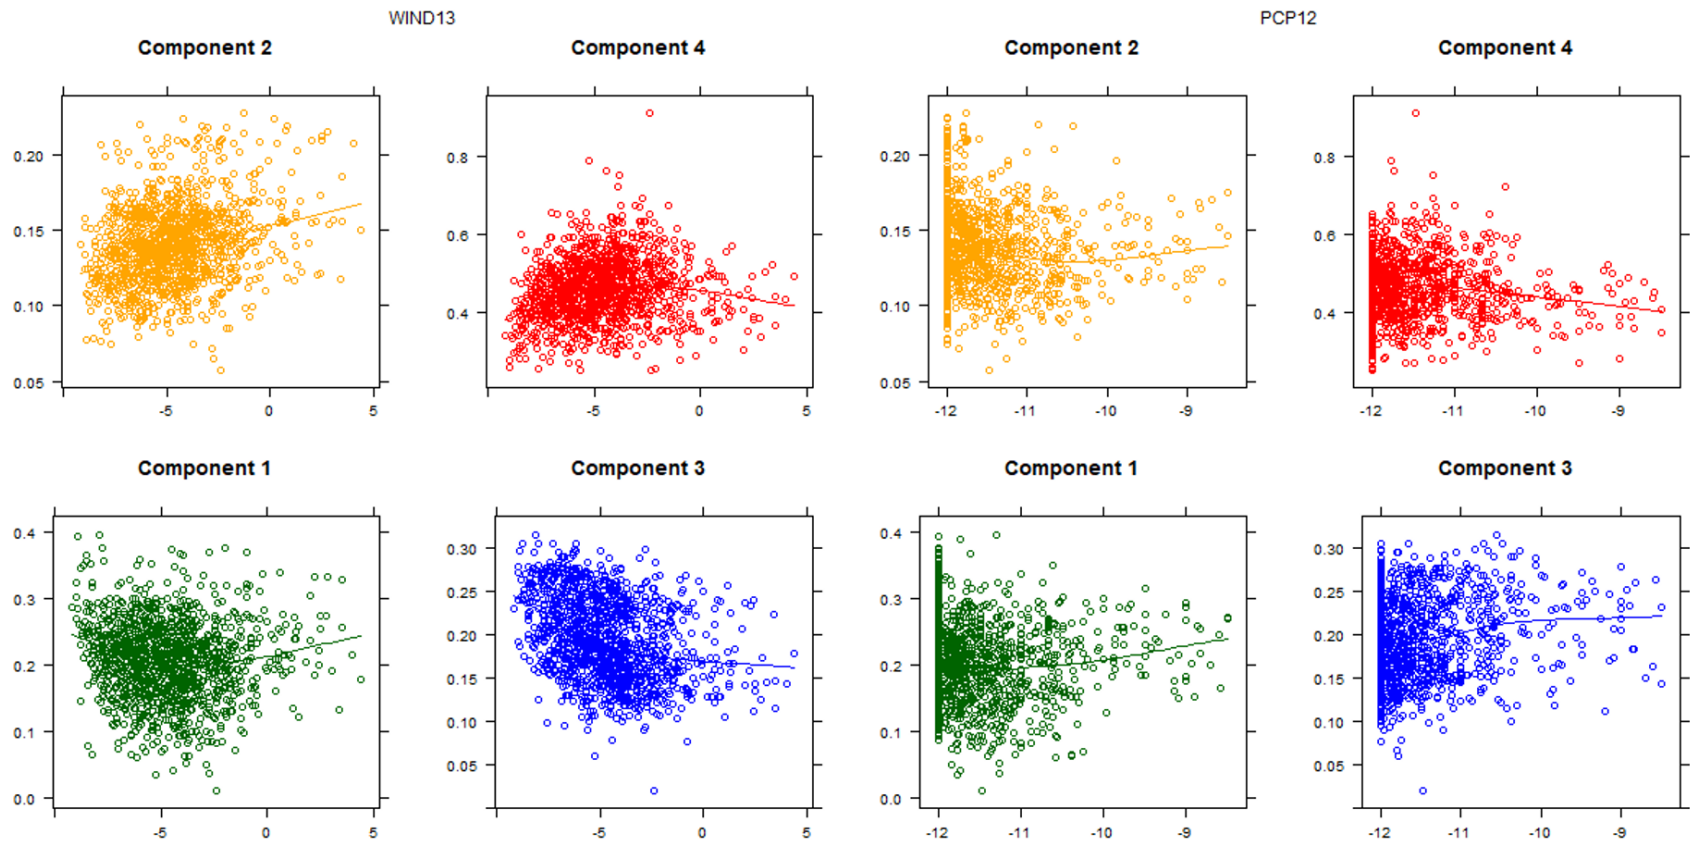 WIND13 PCP12
Component 2 Component 4 Component 2 Component 4
0.20 0.8 0.20 0.8
0.15 0.6 0.15 0.6
0.10 0.4 0.10 0.4
0.05 0.05
-5 0 5 -5 0 5 -12 -11 -10 -9 -12 -11 -10 -9
Component 1 Component 3 Component 1 Component 3
0.4 0.30 0.4 0.30
0.3 0.25 0.3 0.25
0.2 0.20 0.2 0.20
0.15 0.15
0.1 0.10 0.1 0.10
0.0 0.05 0.0 0.05
-5 0 5 -5 0 5 -12 -11 -10 -9 -12 -11 -10 -9